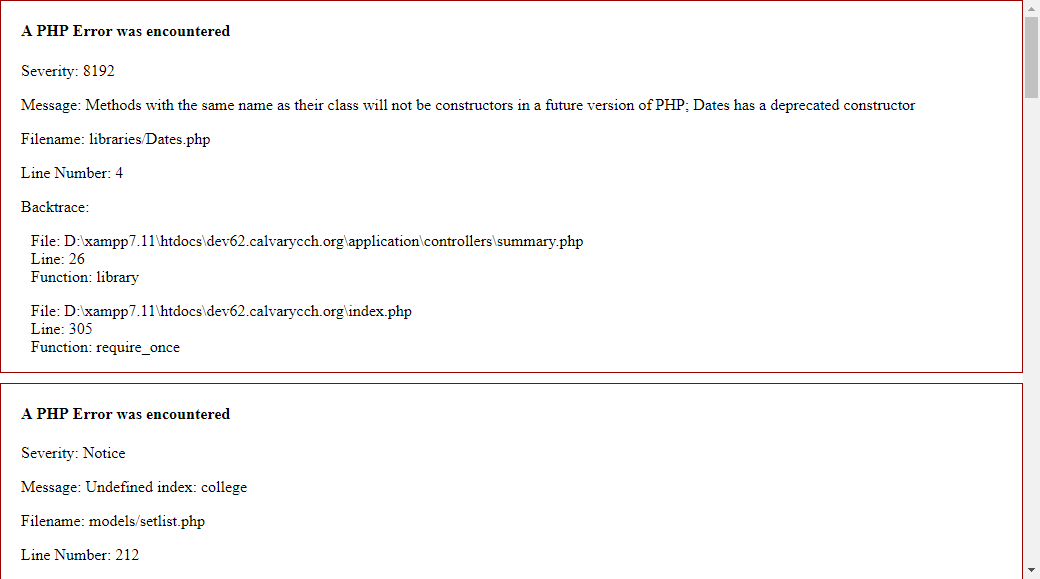 A PHP Error was encountered
Severity: 8192
Message: Methods with the same name as their class will not be constructors in a future version of PHP; Dates has a deprecated constructor
Filename: libraries/Dates.php
Line Number: 4
Backtrace:
File: D:\xampp7.11\htdocs\dev62.calvarycch.org\application\controllers\summary.php
Line: 26
Function: library
File: D:\xampp7.11\htdocs\dev62.calvarycch.org\index.php
Line: 305
Function: require_once
A PHP Error was encountered
Severity: Notice
Message: Undefined index: college
Filename: models/setlist.php
Line Number: 212